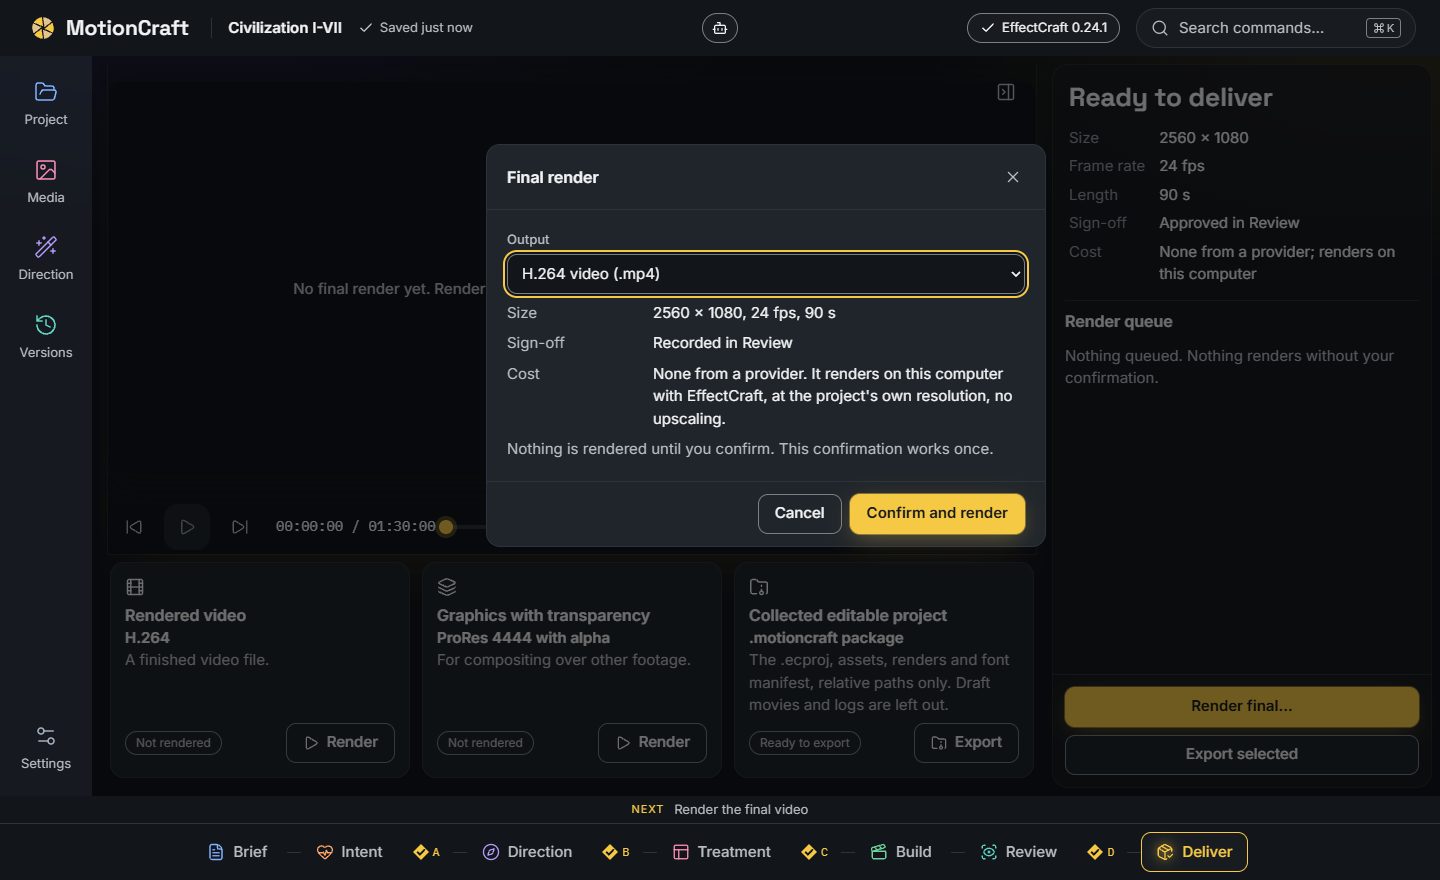 MotionCraft
Civilization I-VII
Saved just now
EffectCraft 0.24.1
Search commands...
⌘K
Project
Media
Direction
Versions
Settings
No final render yet. Render
00:00:00 / 01:30:00
Final render
Output
H.264 video (.mp4)
Size 2560 × 1080, 24 fps, 90 s
Sign-off Recorded in Review
Cost None from a provider. It renders on this computer
with EffectCraft, at the project's own resolution, no
upscaling.
Nothing is rendered until you confirm. This confirmation works once.
Cancel
Confirm and render
Ready to deliver
Size 2560 × 1080
Frame rate 24 fps
Length 90 s
Sign-off Approved in Review
Cost None from a provider; renders on
this computer
Render queue
Nothing queued. Nothing renders without your
confirmation.
Render final...
Export selected
Rendered video
H.264
A finished video file.
Not rendered
Render
Graphics with transparency
ProRes 4444 with alpha
For compositing over other footage.
Not rendered
Render
Collected editable project
.motioncraft package
The .ecproj, assets, renders and font
manifest, relative paths only. Draft
movies and logs are left out.
Ready to export
Export
NEXT Render the final video
Brief
Intent
A
Direction
B
Treatment
C
Build
Review
D
Deliver